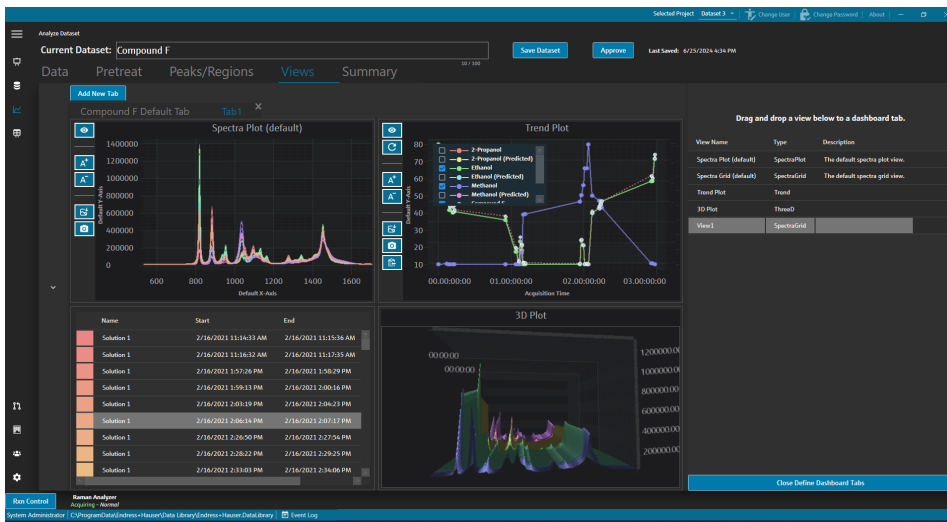 Selected Project Dataset 3 Change User Change Password About
Analyze Dataset
Current Dataset: Compound F
Save Dataset
Approve
Last Saved: 6/25/2024 4:34 PM
10 / 100
Data Pretreat Peaks/Regions Views Summary
Add New Tab
Compound F Default Tab
Tab1
Spectra Plot (default)
Default Y-Axis
1400000
1200000
1000000
800000
600000
400000
200000
0
600 800 1000 1200 1400 1600
Default X-Axis
Trend Plot
Default Y-Axis
80
70
60
50
40
30
20
10
2-Propanol
2-Propanol (Predicted)
Ethanol
Ethanol (Predicted)
Methanol
Methanol (Predicted)
00.00:00:00 01.00:00:00 02.00:00:00 03.00:00:00
Acquisition Time
Name Start End
Solution 1 2/16/2021 11:14:33 AM 2/16/2021 11:15:36 AM
Solution 1 2/16/2021 11:16:32 AM 2/16/2021 11:17:35 AM
Solution 1 2/16/2021 1:57:26 PM 2/16/2021 1:58:29 PM
Solution 1 2/16/2021 1:59:13 PM 2/16/2021 2:00:16 PM
Solution 1 2/16/2021 2:03:19 PM 2/16/2021 2:04:23 PM
Solution 1 2/16/2021 2:06:14 PM 2/16/2021 2:07:17 PM
Solution 1 2/16/2021 2:26:50 PM 2/16/2021 2:27:54 PM
Solution 1 2/16/2021 2:28:22 PM 2/16/2021 2:29:25 PM
Solution 1 2/16/2021 2:33:03 PM 2/16/2021 2:34:06 PM
3D Plot
00:00:00
00:00:00
1200000.00
1000000.00
800000.00
600000.00
400000.00
200000.00
Drag and drop a view below to a dashboard tab.
View Name Type Description
Spectra Plot (default) SpectraPlot The default spectra plot view.
Spectra Grid (default) SpectraGrid The default spectra grid view.
Trend Plot Trend
3D Plot ThreeD
View1 SpectraGrid
Close Define Dashboard Tabs
Rxn Control
Raman Analyzer
Acquiring - Normal
System Administrator C:\ProgramData\Endress+Hauser\Data Library\Endress+Hauser.DataLibrary Event Log